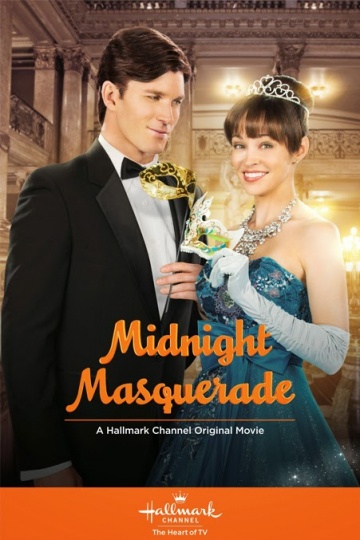 Midnight
Masquerade
A Hallmark Channel Original Movie
Hallmark
CHANNEL
The Heart of TV